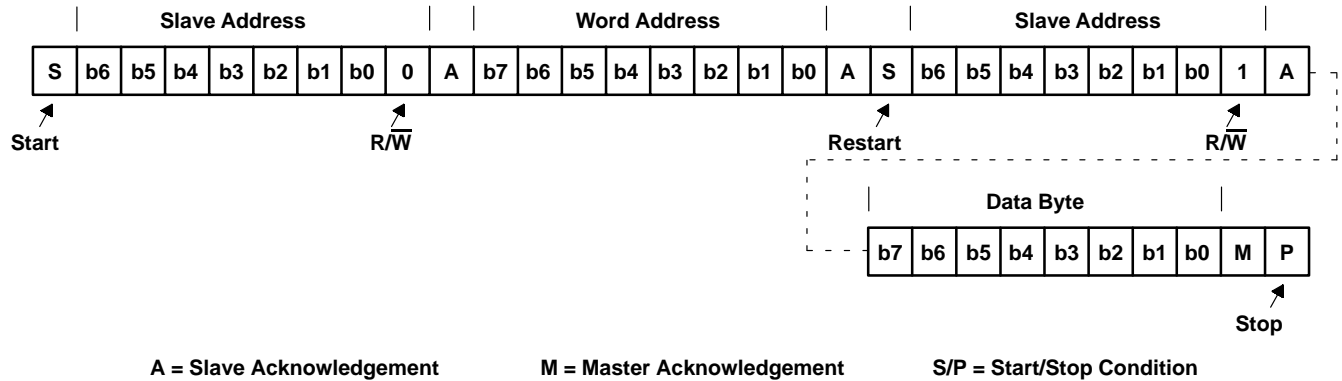 Slave Address Word Address Slave Address
S b6 b5 b4 b3 b2 b1 b0 0 A b7 b6 b5 b4 b3 b2 b1 b0 A S b6 b5 b4 b3 b2 b1 b0 1 A
Start R/W̅ Restart R/W̅
Data Byte
b7 b6 b5 b4 b3 b2 b1 b0 M P
Stop
A = Slave Acknowledgement M = Master Acknowledgement S/P = Start/Stop Condition